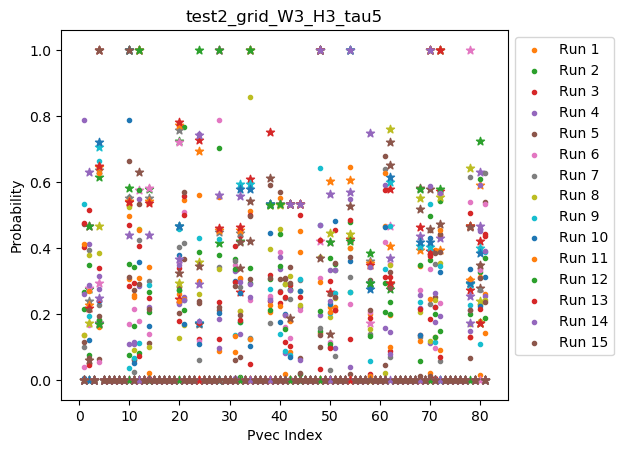 test2_grid_W3_H3_tau5
1.0
0.8
0.6
0.4
0.2
0.0
Probability
0 10 20 30 40 50 60 70 80
Pvec Index
Run 1
Run 2
Run 3
Run 4
Run 5
Run 6
Run 7
Run 8
Run 9
Run 10
Run 11
Run 12
Run 13
Run 14
Run 15